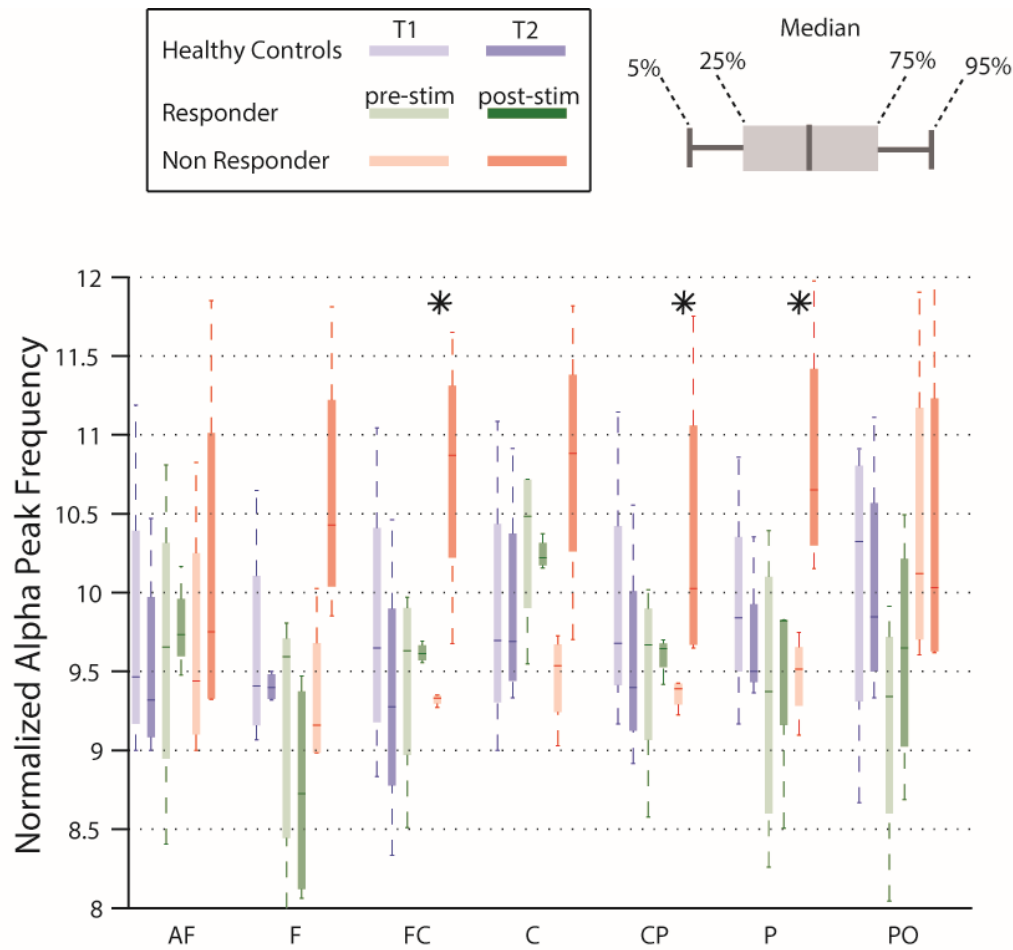 T1 T2
Healthy Controls
pre-stim post-stim
Responder
Non Responder
Median
5% 25% 75% 95%
Normalized Alpha Peak Frequency
12
11.5
11
10.5
10
9.5
9
8.5
8
AF F FC C CP P PO